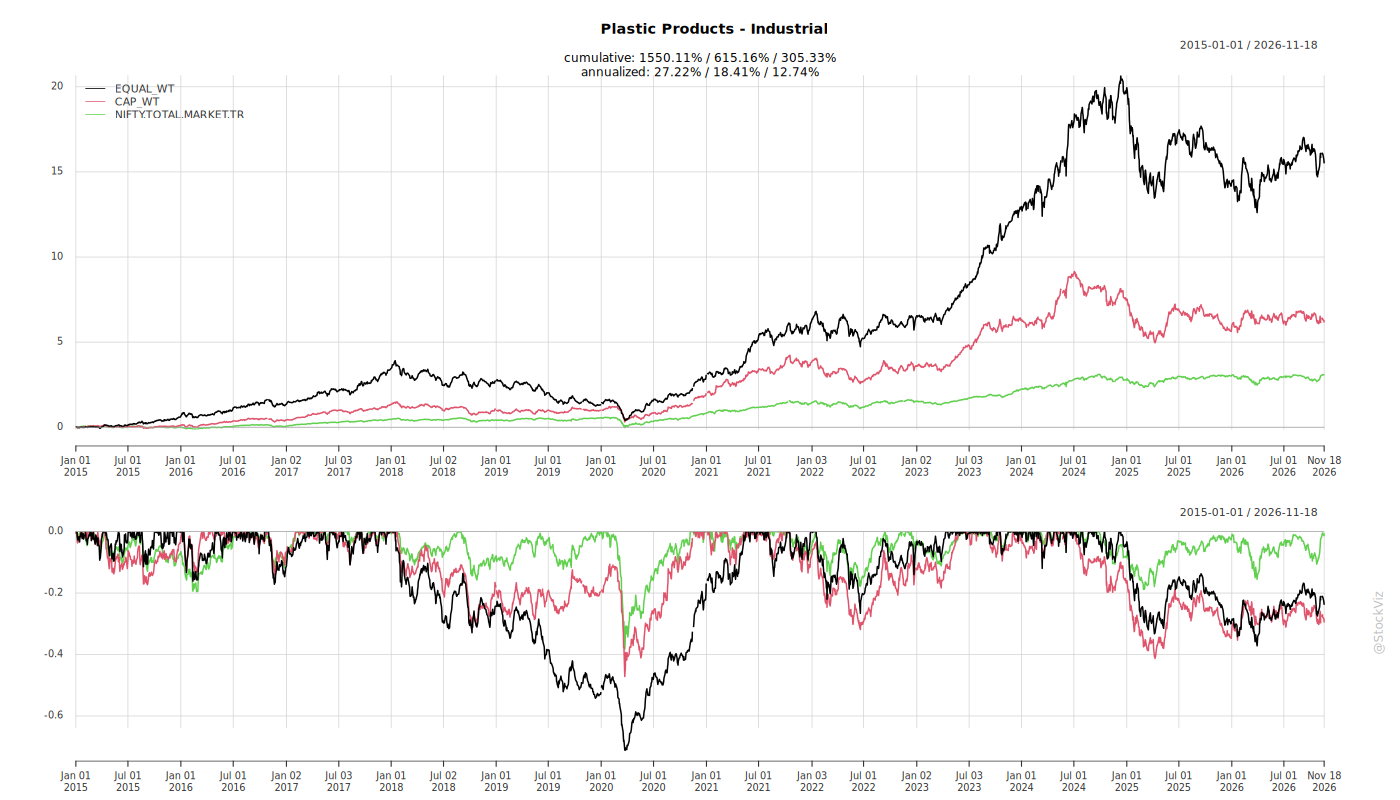 Plastic Products - Industrial
2015-01-01 / 2026-11-18
cumulative: 1550.11% / 615.16% / 305.33%
annualized: 27.22% / 18.41% / 12.74%
EQUAL_WT
CAP_WT
NIFTY.TOTAL.MARKET.TR
20
15
10
5
0
Jan 01 Jul 01 Jan 01 Jul 01 Jan 02 Jul 03 Jan 01 Jul 02 Jan 01 Jul 01 Jan 01 Jul 01 Jan 01 Jul 01 Jan 03 Jul 01 Jan 02 Jul 03 Jan 01 Jul 01 Jan 01 Jul 01 Jan 01 Jul 01 Nov 18
2015 2015 2016 2016 2017 2017 2018 2018 2019 2019 2020 2020 2021 2021 2022 2022 2023 2023 2024 2024 2025 2025 2026 2026 2026
2015-01-01 / 2026-11-18
0.0
-0.2
-0.4
-0.6
Jan 01 Jul 01 Jan 01 Jul 01 Jan 02 Jul 03 Jan 01 Jul 02 Jan 01 Jul 01 Jan 01 Jul 01 Jan 01 Jul 01 Jan 03 Jul 01 Jan 02 Jul 03 Jan 01 Jul 01 Jan 01 Jul 01 Jan 01 Jul 01 Nov 18
2015 2015 2016 2016 2017 2017 2018 2018 2019 2019 2020 2020 2021 2021 2022 2022 2023 2023 2024 2024 2025 2025 2026 2026 2026
@StockViz